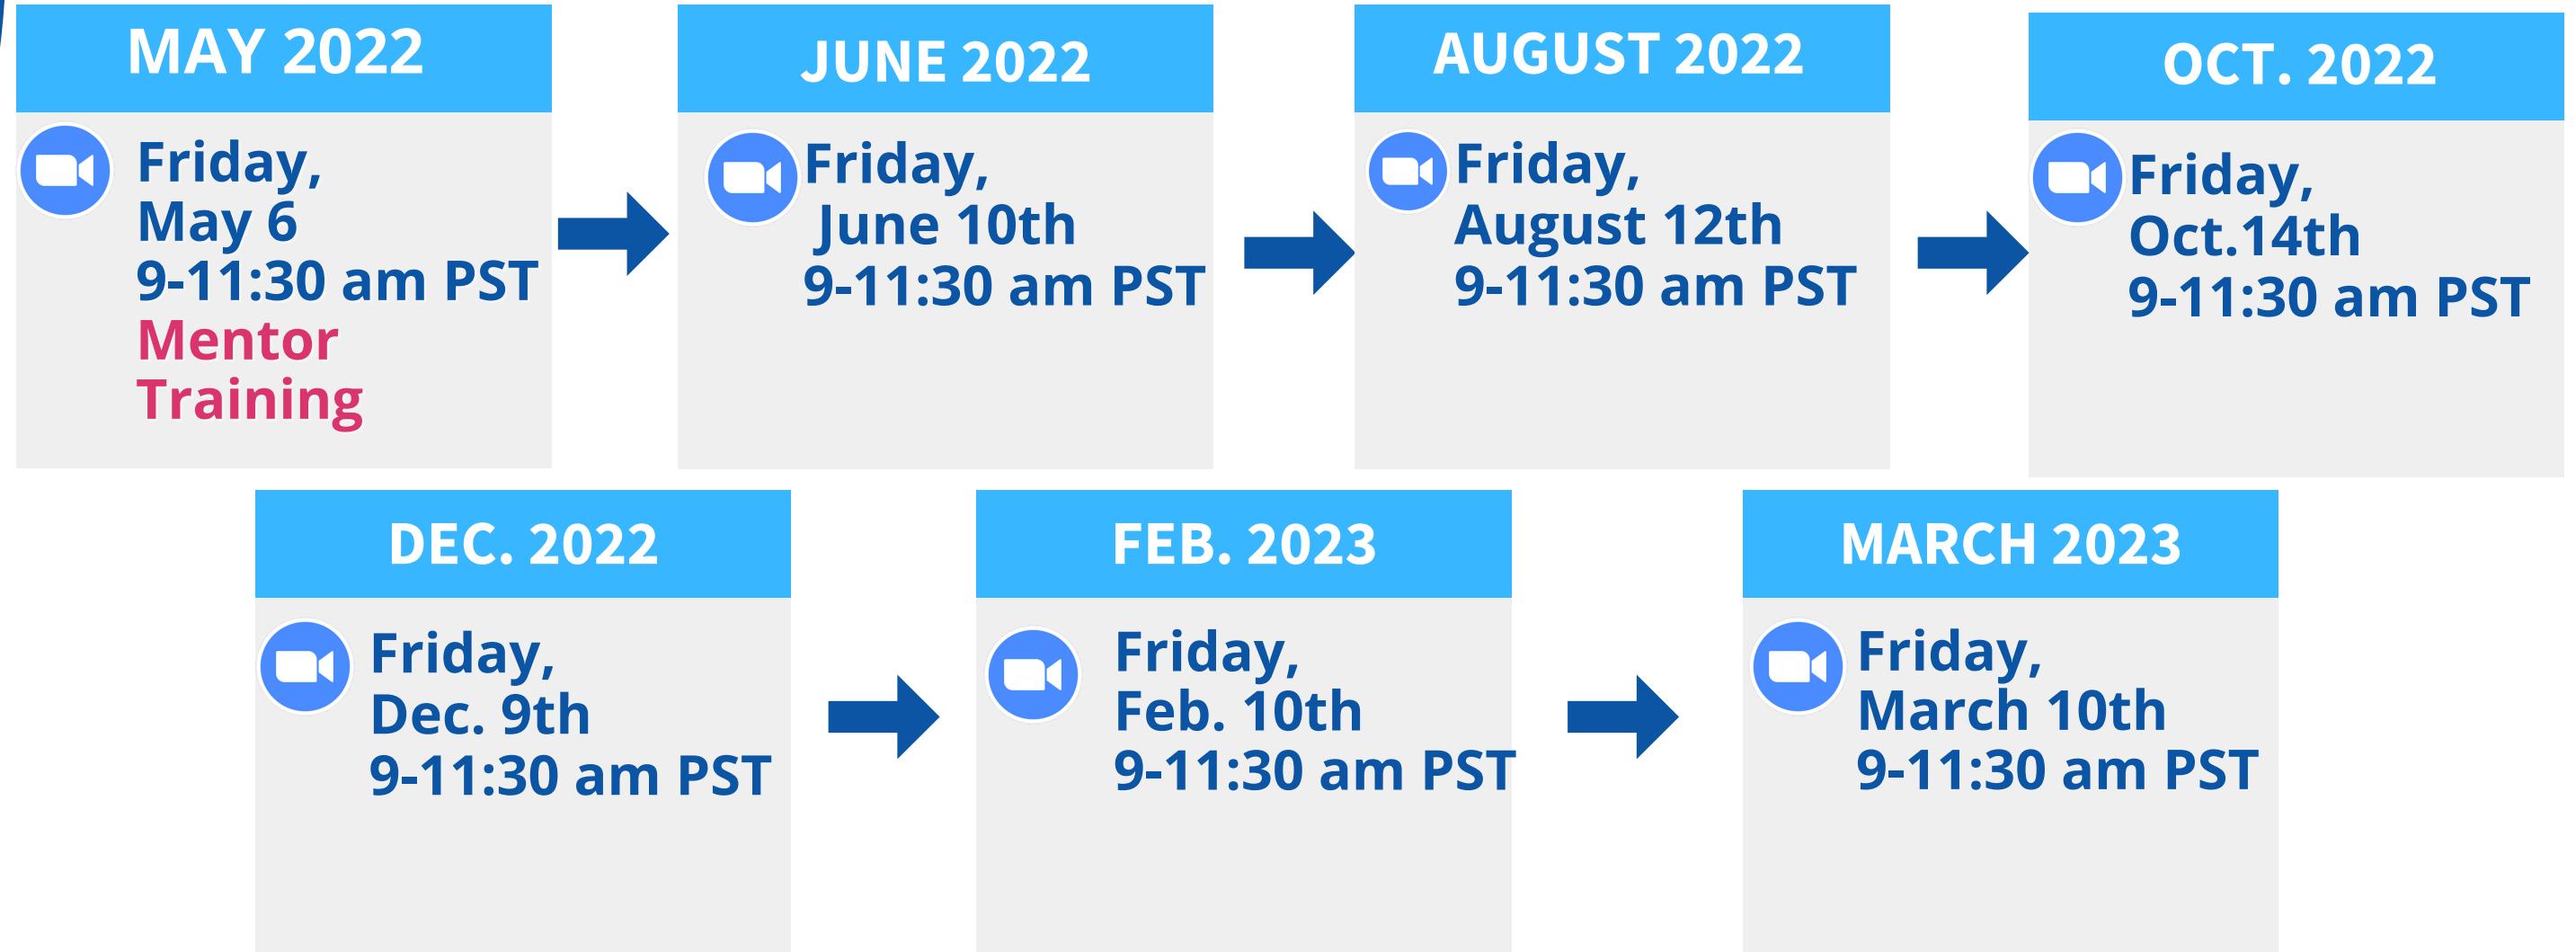 MAY 2022
Friday,
May 6
9-11:30 am PST
Mentor
Training
JUNE 2022
Friday,
June 10th
9-11:30 am PST
AUGUST 2022
Friday,
August 12th
9-11:30 am PST
OCT. 2022
Friday,
Oct.14th
9-11:30 am PST
DEC. 2022
Friday,
Dec. 9th
9-11:30 am PST
FEB. 2023
Friday,
Feb. 10th
9-11:30 am PST
MARCH 2023
Friday,
March 10th
9-11:30 am PST